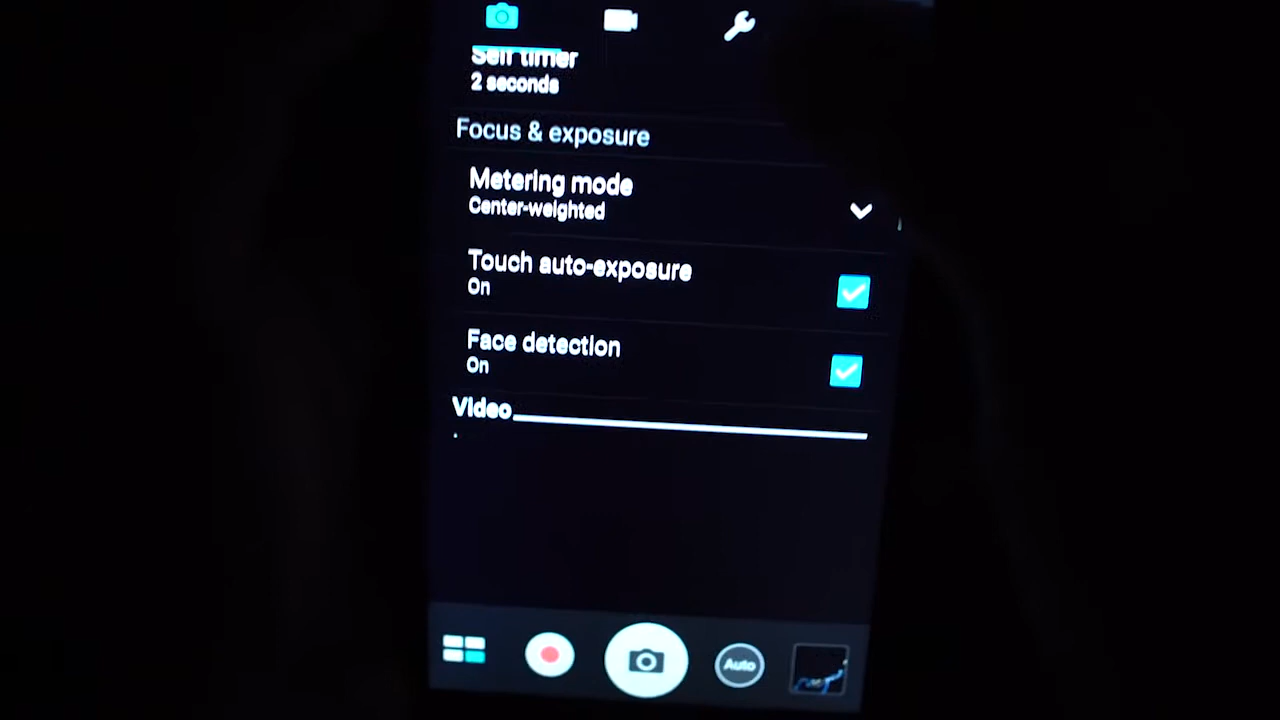 Self timer
2 seconds
Focus & exposure
Metering mode
Center-weighted
Touch auto-exposure
On
Face detection
On
Video
Auto